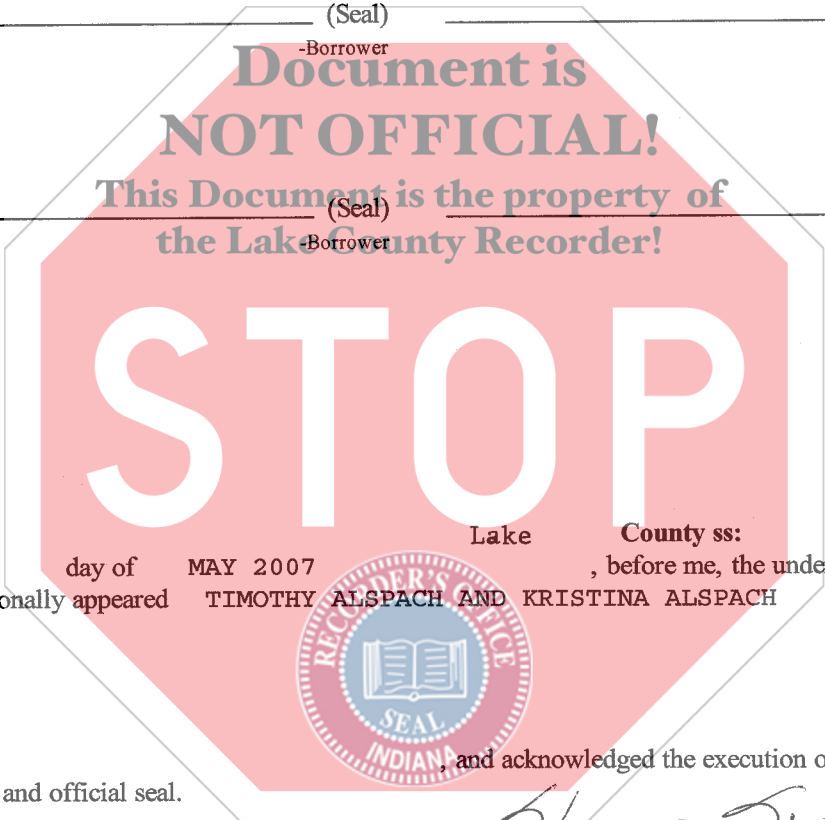 (Seal)
-Borrower
Document is
NOT OFFICIAL!
This Document is the property of
(Seal)
the Lake County Recorder!
-Borrower
STOP
Lake County ss:
day of MAY 2007 , before me, the unde
onally appeared TIMOTHY ALSPACH AND KRISTINA ALSPACH
RECORDER'S OFFICE
SEAL
INDIANA
, and acknowledged the execution o
and official seal.